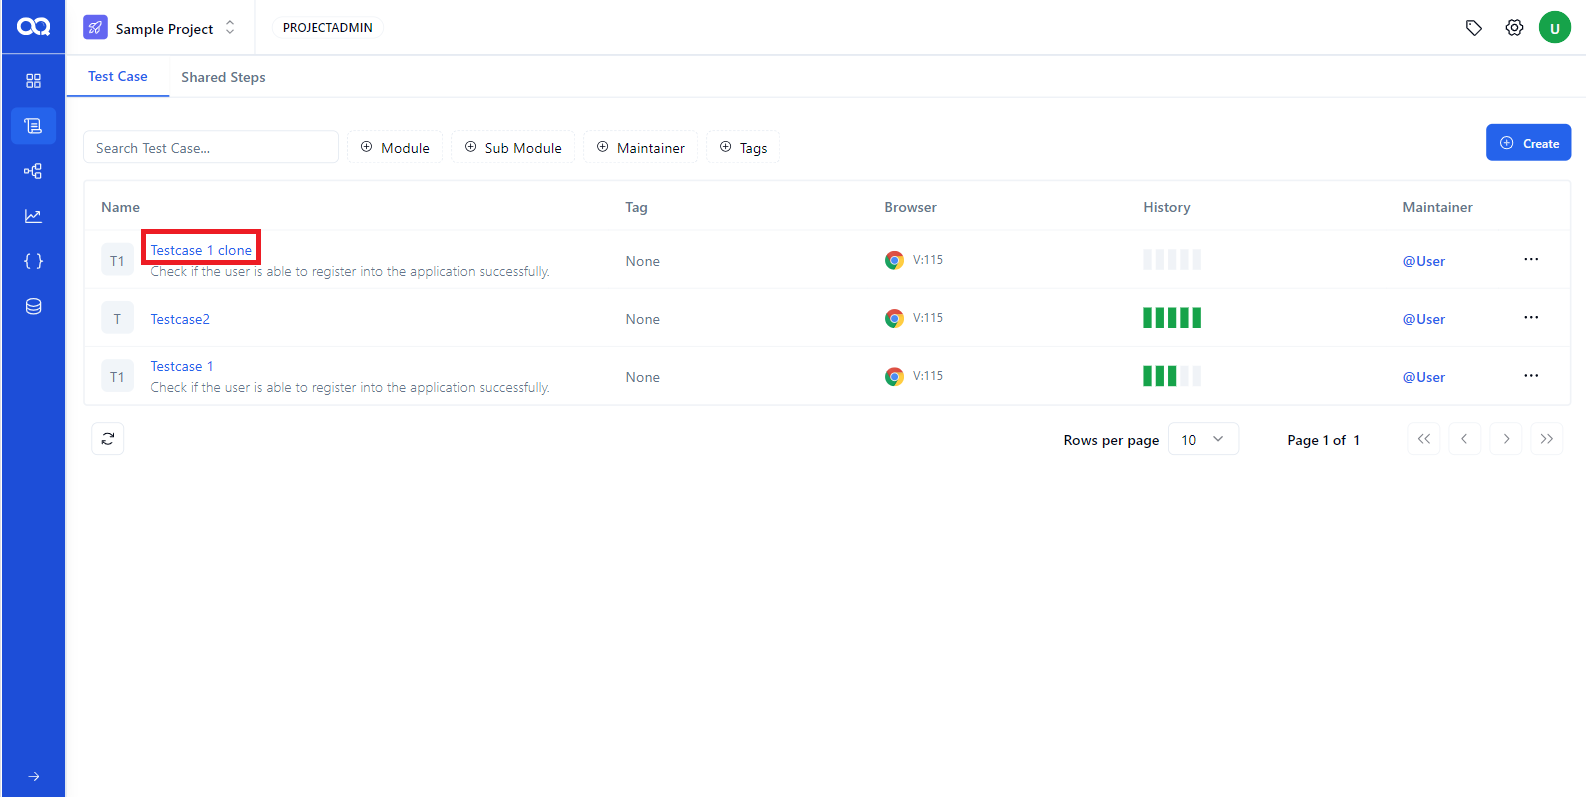 Sample Project
PROJECTADMIN
U
Test Case
Shared Steps
Search Test Case...
Module
Sub Module
Maintainer
Tags
Create
Name
Tag
Browser
History
Maintainer
T1
Testcase 1 clone
Check if the user is able to register into the application successfully.
None
V:115
@User
T
Testcase2
None
V:115
@User
T1
Testcase 1
Check if the user is able to register into the application successfully.
None
V:115
@User
Rows per page
10
Page 1 of 1